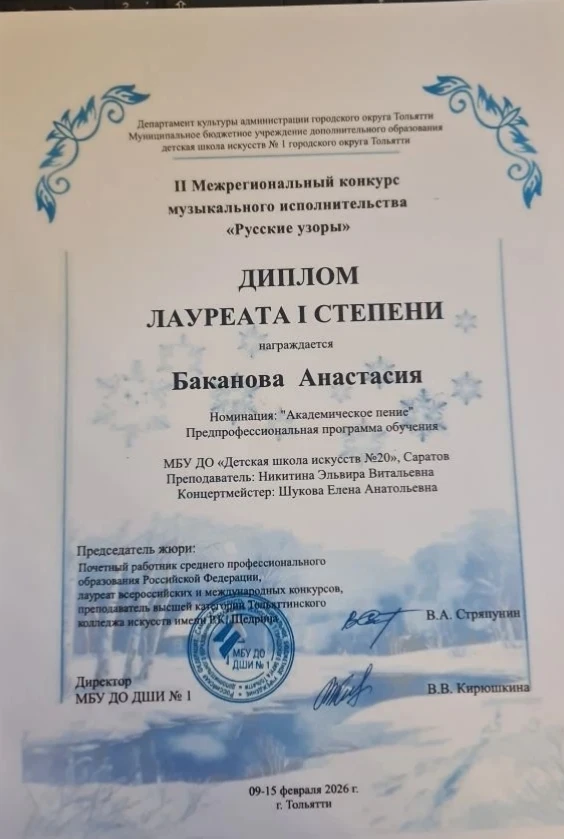 Департамент культуры администрации городского округа Тольятти
Муниципальное бюджетное учреждение дополнительного образования
детская школа искусств № 1 городского округа Тольятти
II Межрегиональный конкурс
музыкального исполнительства
«Русские узоры»
ДИПЛОМ
ЛАУРЕАТА I СТЕПЕНИ
награждается
Баканова Анастасия
Номинация: "Академическое пение"
Предпрофессиональная программа обучения
МБУ ДО «Детская школа искусств №20», Саратов
Преподаватель: Никитина Эльвира Витальевна
Концертмейстер: Шукова Елена Анатольевна
Председатель жюри:
Почетный работник среднего профессионального
образования Российской Федерации,
лауреат всероссийских и международных конкурсов,
преподаватель высшей категории Тольяттинского
колледжа искусств имени Р.К. Щедрина
В.А. Стряпунин
МБУ ДО
ДШИ № 1
Директор
МБУ ДО ДШИ № 1
В.В. Кирюшкина
09-15 февраля 2026 г.
г. Тольятти